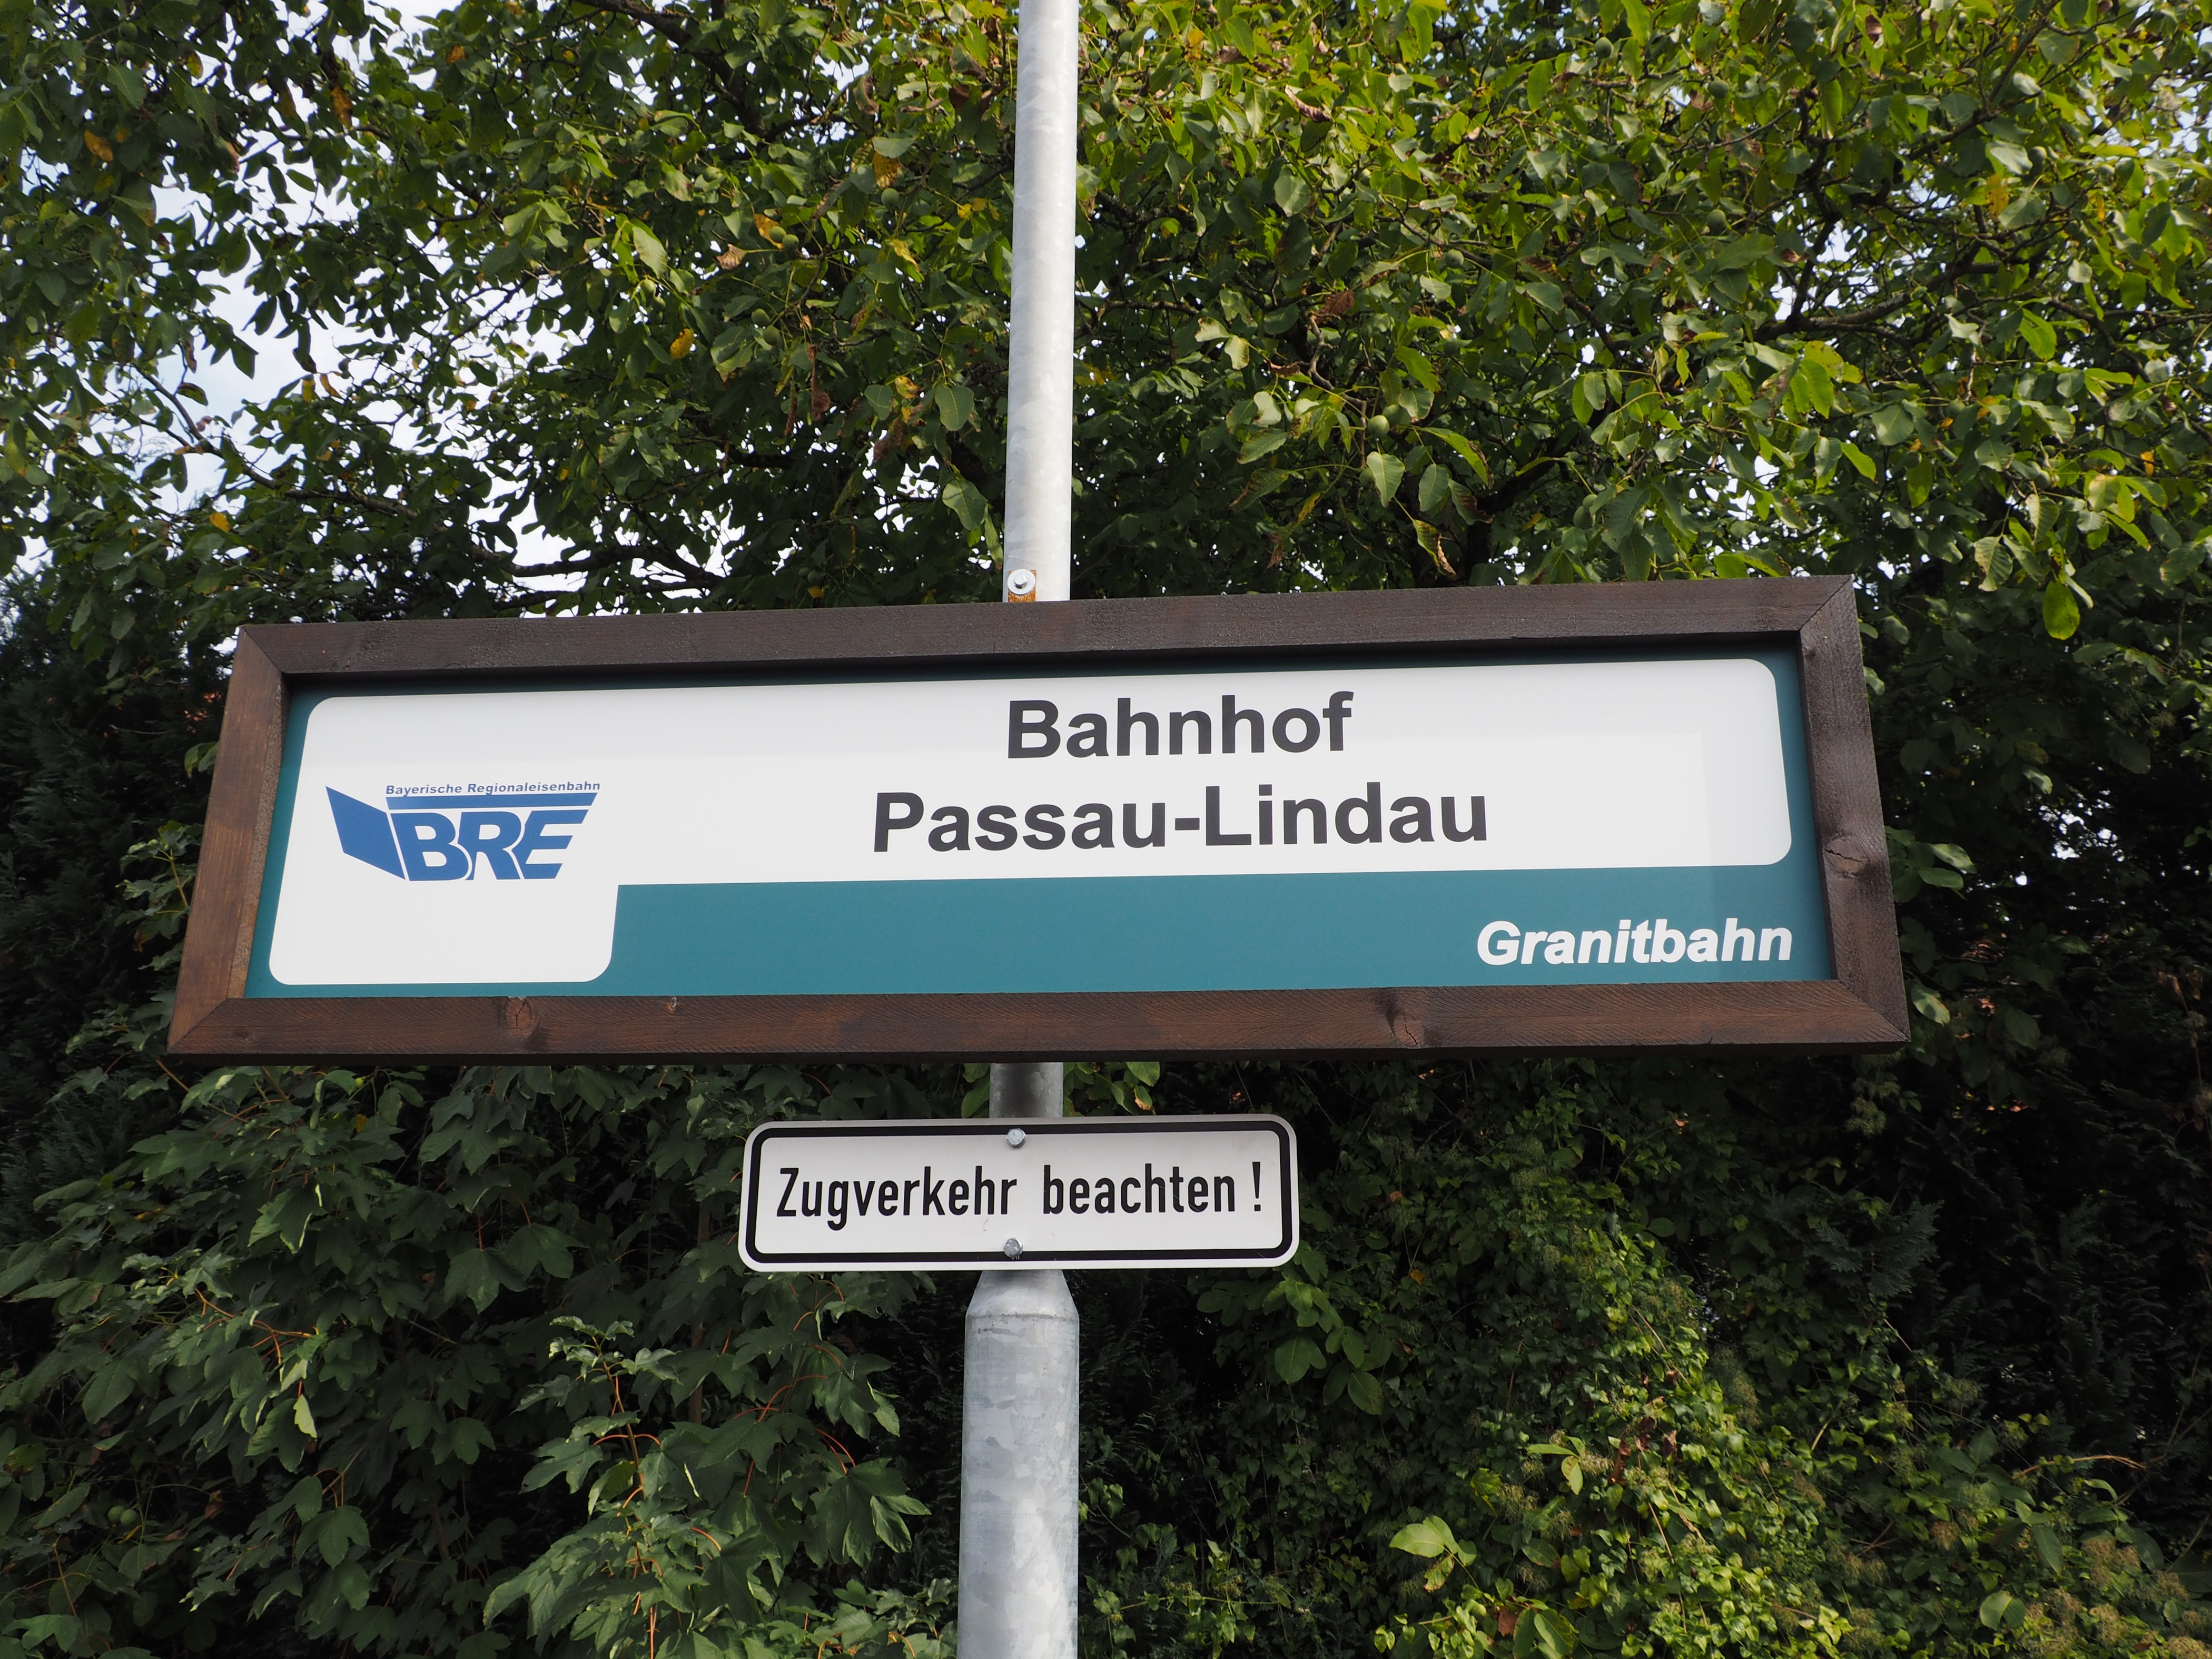 Bahnhof
Passau-Lindau
Bayerische Regionaleisenbahn
BRE
Granitbahn
Zugverkehr beachten!